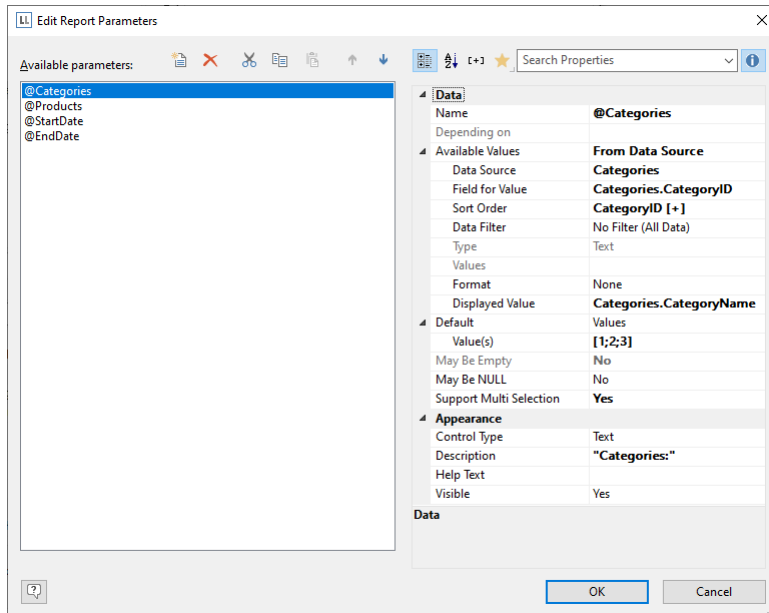 LL Edit Report Parameters
Available parameters:
@Categories
@Products
@StartDate
@EndDate
Search Properties
Data
Name @Categories
Depending on
Available Values From Data Source
Data Source Categories
Field for Value Categories.CategoryID
Sort Order CategoryID [+]
Data Filter No Filter (All Data)
Type Text
Values
Format None
Displayed Value Categories.CategoryName
Default Values
Value(s) [1;2;3]
May Be Empty No
May Be NULL No
Support Multi Selection Yes
Appearance
Control Type Text
Description "Categories:"
Help Text
Visible Yes
Data
OK Cancel